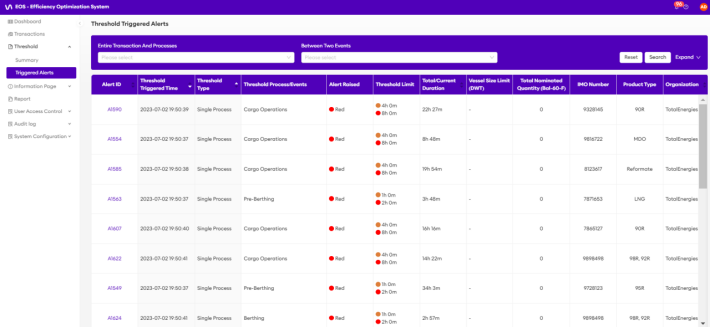 EOS - Efficiency Optimization System
AB
Dashboard
Transactions
Threshold
Summary
Triggered Alerts
Information Page
Report
User Access Control
Audit log
System Configuration
Threshold Triggered Alerts
Entire Transaction And Processes
Between Two Events
Please select
Please select
Reset
Search
Expand
Alert ID
Threshold Triggered Time
Threshold Type
Threshold Process/Events
Alert Raised
Threshold Limit
Total/Current Duration
Vessel Size Limit (DWT)
Total Nominated Quantity (Bal-60-F)
IMO Number
Product Type
Organization
A1590 2023-07-02 19:50:39 Single Process Cargo Operations Red 4h 0m 8h 0m 22h 27m - 0 9328145 90R TotalEnergies
A1554 2023-07-02 19:50:37 Single Process Cargo Operations Red 4h 0m 8h 0m 8h 48m - 0 9816722 MOO TotalEnergies
A1585 2023-07-02 19:50:38 Single Process Cargo Operations Red 4h 0m 8h 0m 19h 54m - 0 8123617 Reformate TotalEnergies
A1563 2023-07-02 19:50:37 Single Process Pre-Berthing Red 1h 0m 2h 0m 3h 48m - 0 7871653 LNG TotalEnergies
A1607 2023-07-02 19:50:40 Single Process Cargo Operations Red 4h 0m 8h 0m 16h 16m - 0 7865127 90R TotalEnergies
A1622 2023-07-02 19:50:41 Single Process Cargo Operations Red 4h 0m 8h 0m 14h 22m - 0 9898498 98R, 92R TotalEnergies
A1549 2023-07-02 19:50:37 Single Process Pre-Berthing Red 1h 0m 2h 0m 34h 3m - 0 9728123 95R TotalEnergies
A1624 2023-07-02 19:50:41 Single Process Berthing Red 1h 0m 2h 0m 2h 57m - 0 9898498 98R, 92R TotalEnergies